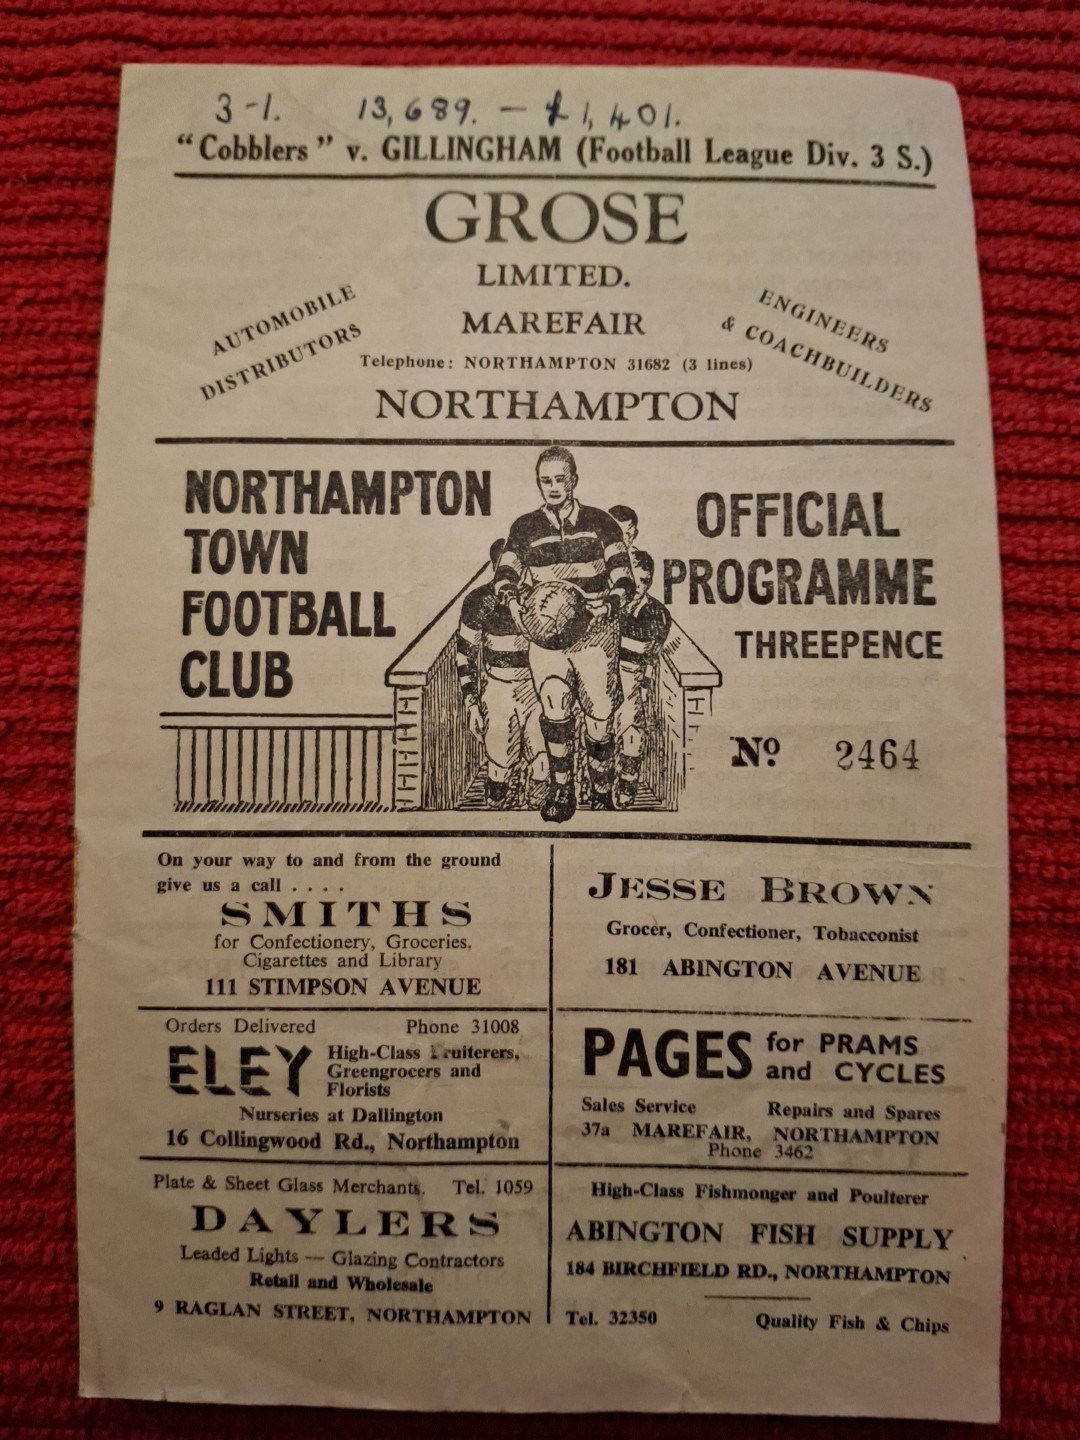 3-1. 13,689. - £1,401.
"Cobblers" v. GILLINGHAM (Football League Div. 3 S.)
GROSE
LIMITED.
AUTOMOBILE
DISTRIBUTORS
MAREFAIR
ENGINEERS
& COACHBUILDERS
Telephone: NORTHAMPTON 31682 (3 lines)
NORTHAMPTON
NORTHAMPTON
TOWN
FOOTBALL
CLUB
OFFICIAL
PROGRAMME
THREEPENCE
Nº 2464
On your way to and from the ground
give us a call . . . .
SMITHS
for Confectionery, Groceries,
Cigarettes and Library
111 STIMPSON AVENUE
JESSE BROWN
Grocer, Confectioner, Tobacconist
181 ABINGTON AVENUE
Orders Delivered Phone 31008
ELEY
High-Class Fruiterers,
Greengrocers and
Florists
Nurseries at Dallington
16 Collingwood Rd., Northampton
PAGES for PRAMS
and CYCLES
Sales Service Repairs and Spares
37a MAREFAIR, NORTHAMPTON
Phone 3462
Plate & Sheet Glass Merchants. Tel. 1059
DAYLERS
Leaded Lights — Glazing Contractors
Retail and Wholesale
9 RAGLAN STREET, NORTHAMPTON
High-Class Fishmonger and Poulterer
ABINGTON FISH SUPPLY
184 BIRCHFIELD RD., NORTHAMPTON
Tel. 32350 Quality Fish & Chips